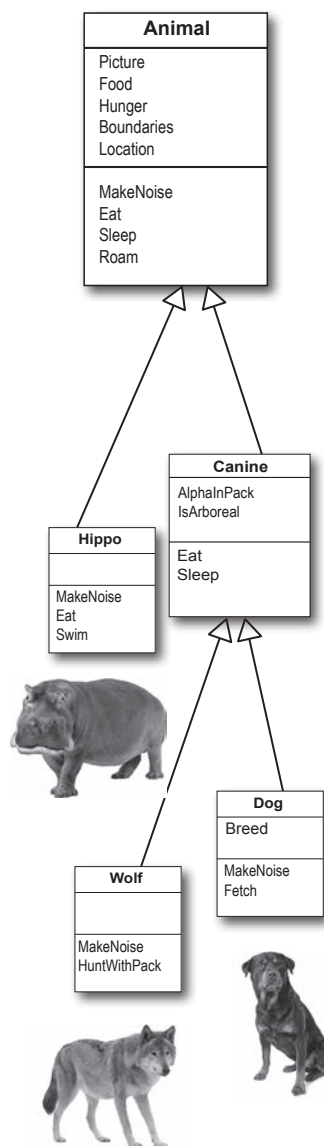 Animal
Picture
Food
Hunger
Boundaries
Location
MakeNoise
Eat
Sleep
Roam
Canine
AlphaInPack
IsArboreal
Eat
Sleep
Hippo
MakeNoise
Eat
Swim
Dog
Breed
MakeNoise
Fetch
Wolf
MakeNoise
HuntWithPack